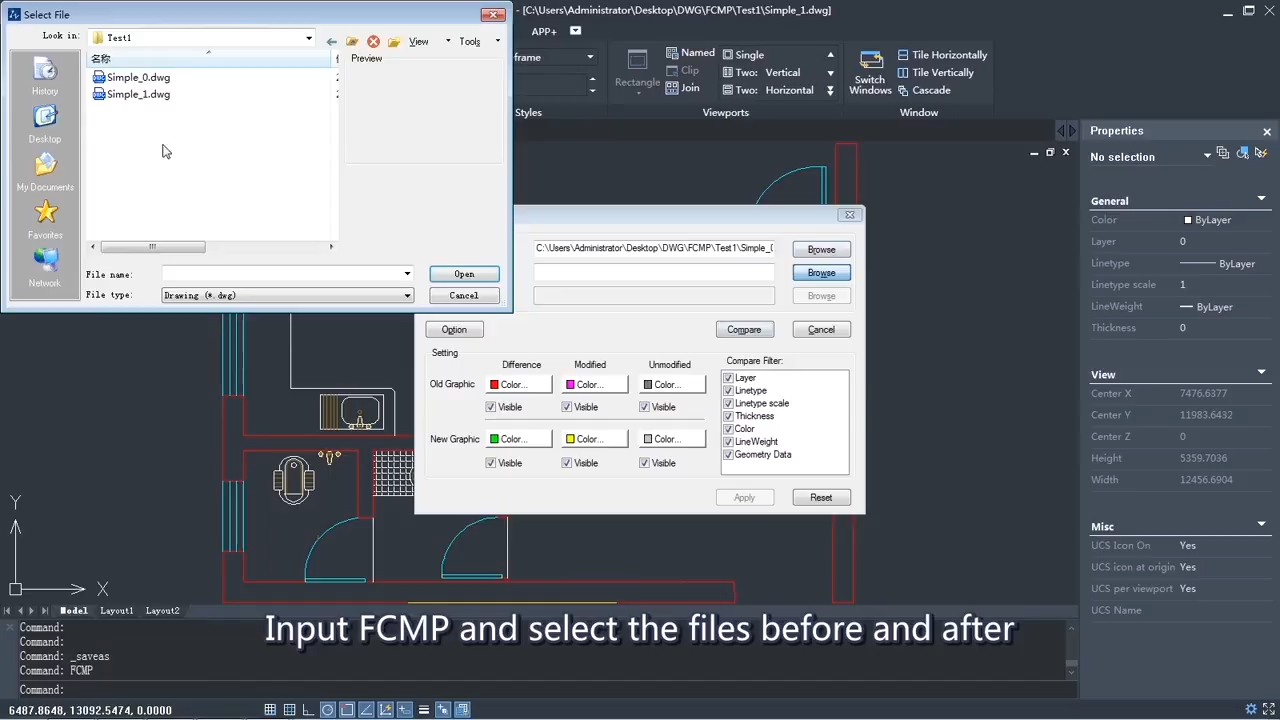 Select File
- [C:\Users\Administrator\Desktop\DWG\FCMP\Test1\Simple_1.dwg]
Look in:
Test1
View
Tools
APP+
名称
Preview
Simple_0.dwg
Simple_1.dwg
History
Desktop
My Documents
Favorites
Network
File name:
Open
File type:
Drawing (*.dwg)
Cancel
frame
Rectangle
Named
Clip
Join
Single
Two: Vertical
Two: Horizontal
Switch
Windows
Tile Horizontally
Tile Vertically
Cascade
Styles
Viewports
Window
C:\Users\Administrator\Desktop\DWG\FCMP\Test1\Simple_0
Browse
Browse
Browse
Option
Compare
Cancel
Setting
Difference
Modified
Unmodified
Old Graphic
Color...
Color...
Color...
Visible
Visible
Visible
New Graphic
Color...
Color...
Color...
Visible
Visible
Visible
Compare Filter:
Layer
Linetype
Linetype scale
Thickness
Color
LineWeight
Geometry Data
Apply
Reset
Properties
No selection
General
Color ByLayer
Layer 0
Linetype ByLayer
Linetype scale 1
LineWeight ByLayer
Thickness 0
View
Center X 7476.6377
Center Y 11983.6432
Center Z 0
Height 5359.7036
Width 12456.6904
Misc
UCS Icon On Yes
UCS icon at origin Yes
UCS per viewport Yes
UCS Name
Y
X
Model Layout1 Layout2
Input FCMP and select the files before and after
Command:
Command:
Command: _saveas
Command: FCMP
Command:
6487.8648, 13092.5474, 0.0000